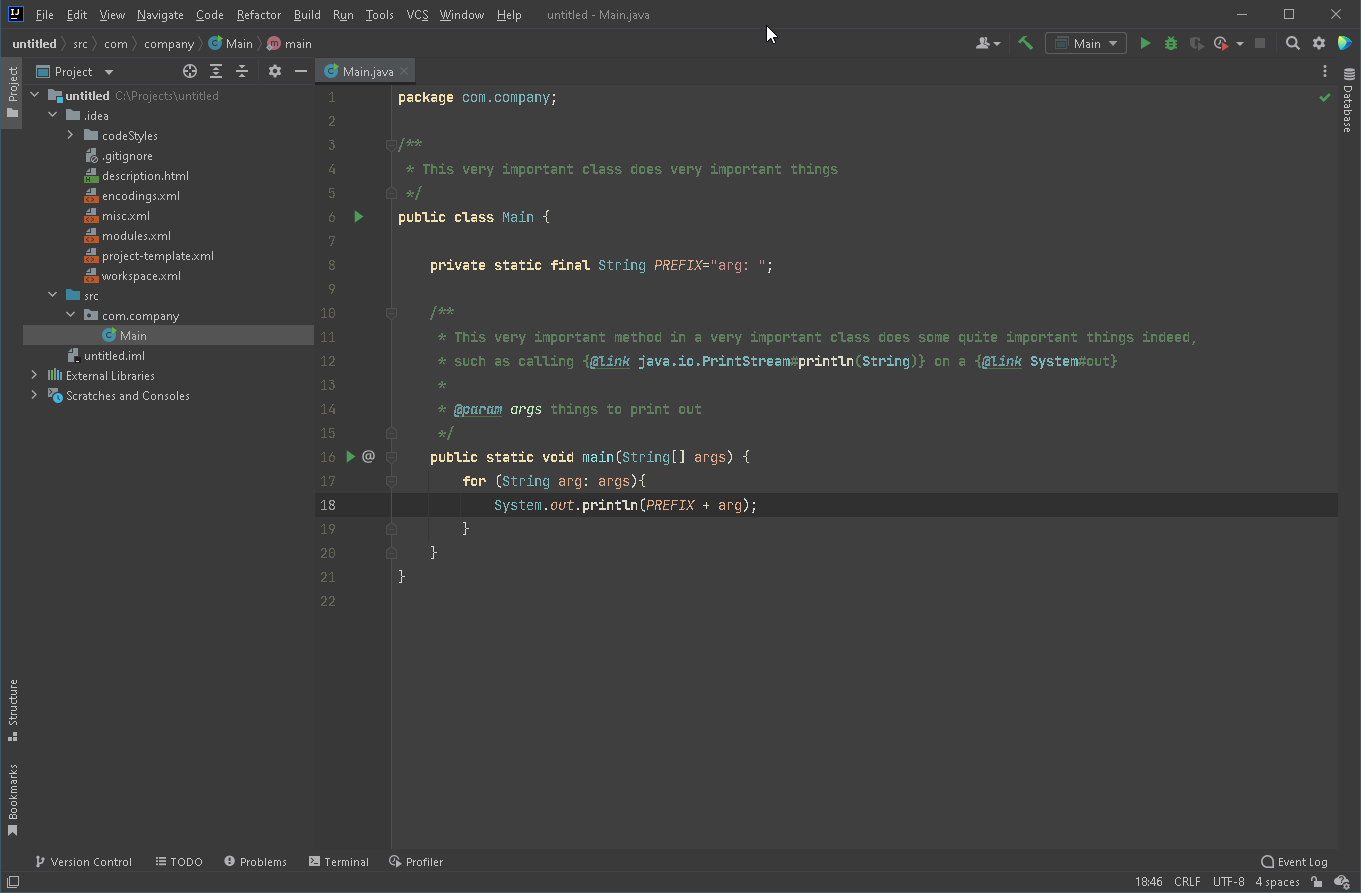 IJ File Edit View Navigate Code Refactor Build Run Tools VCS Window Help untitled - Main.java
untitled src com company C Main m main Main
Project Project Main.java
untitled C:\Projects\untitled
.idea
codeStyles
.gitignore
description.html
encodings.xml
misc.xml
modules.xml
project-template.xml
workspace.xml
src
com.company
Main
untitled.iml
External Libraries
Scratches and Consoles
Structure
Bookmarks
1 package com.company;
2
3 /**
4 * This very important class does very important things
5 */
6 public class Main {
7
8 private static final String PREFIX="arg: ";
9
10 /**
11 * This very important method in a very important class does some quite important things indeed,
12 * such as calling {@link java.io.PrintStream#println(String)} on a {@link System#out}
13 *
14 * @param args things to print out
15 */
16 @ public static void main(String[] args) {
17 for (String arg: args){
18 System.out.println(PREFIX + arg);
19 }
20 }
21 }
22
Database
Version Control TODO Problems Terminal Profiler Event Log
18:46 CRLF UTF-8 4 spaces